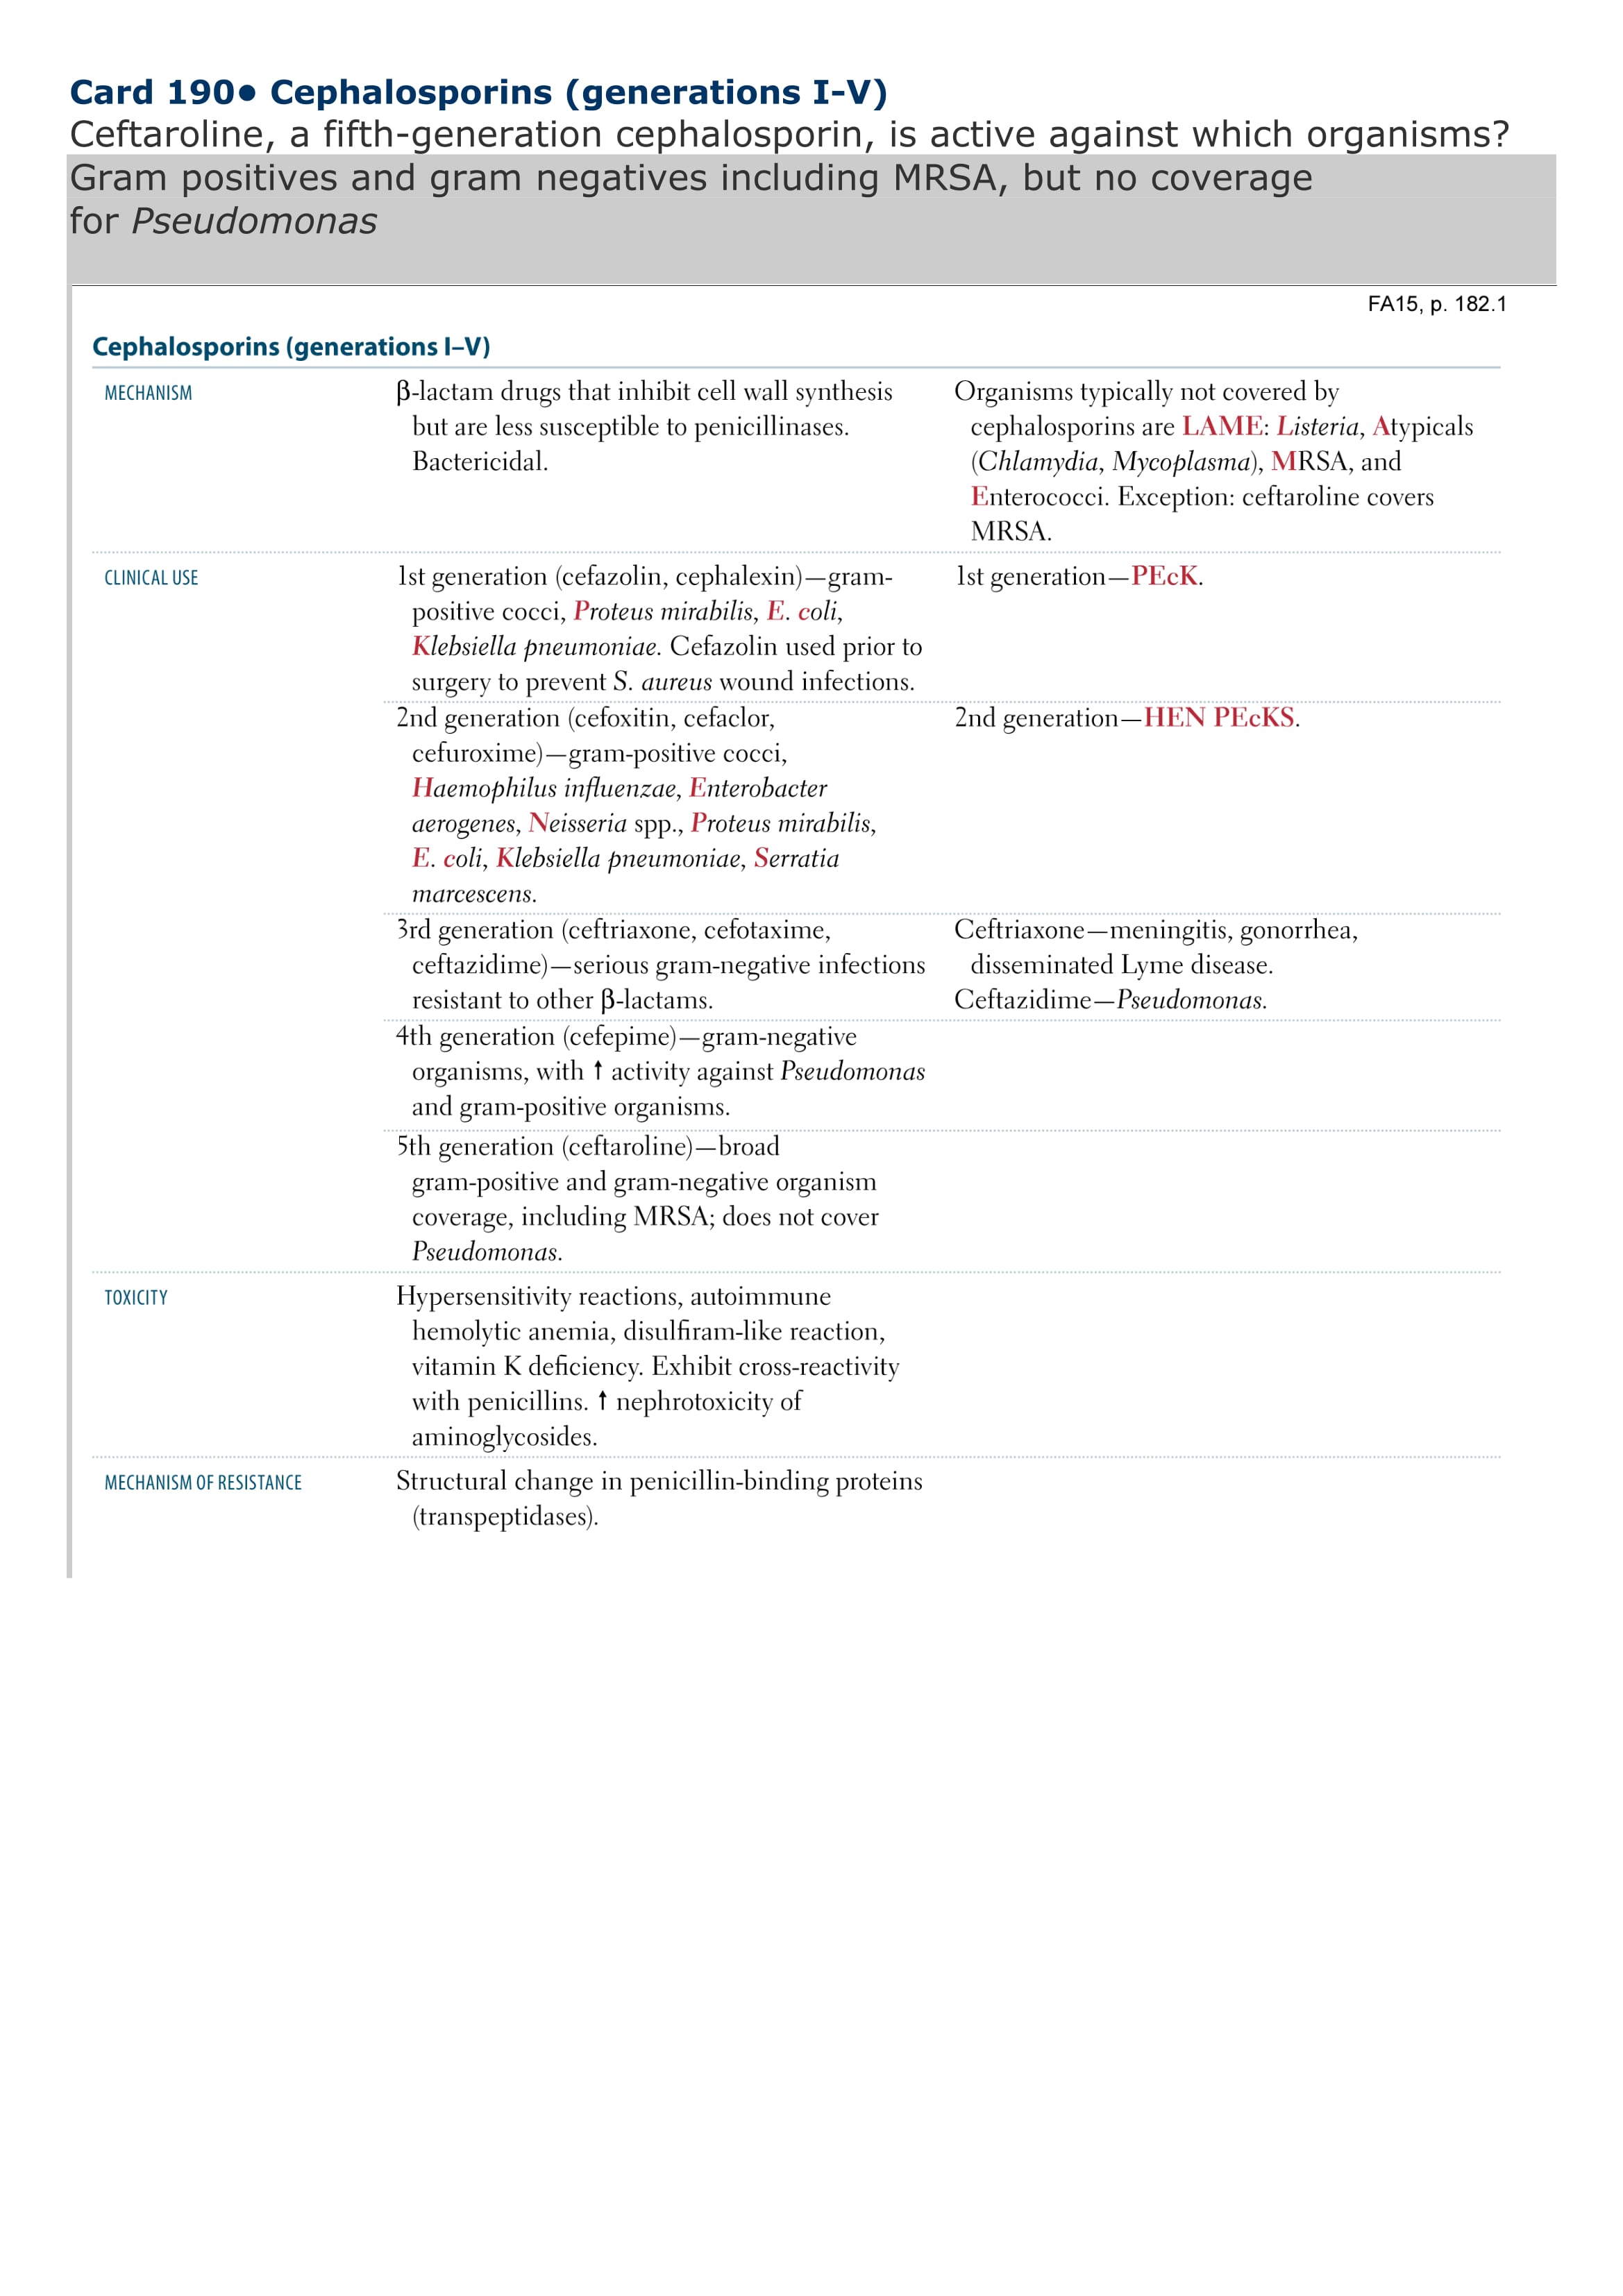 Card 190• Cephalosporins (generations I-V)
Ceftaroline, a fifth-generation cephalosporin, is active against which organisms?
Gram positives and gram negatives including MRSA, but no coverage
for Pseudomonas
FA15, p. 182.1
Cephalosporins (generations I–V)
MECHANISM
β-lactam drugs that inhibit cell wall synthesis
but are less susceptible to penicillinases.
Bactericidal.
Organisms typically not covered by
cephalosporins are LAME: Listeria, Atypicals
(Chlamydia, Mycoplasma), MRSA, and
Enterococci. Exception: ceftaroline covers
MRSA.
CLINICAL USE
1st generation (cefazolin, cephalexin)—gram-
positive cocci, Proteus mirabilis, E. coli,
Klebsiella pneumoniae. Cefazolin used prior to
surgery to prevent S. aureus wound infections.
1st generation—PEcK.
2nd generation (cefoxitin, cefaclor,
cefuroxime)—gram-positive cocci,
Haemophilus influenzae, Enterobacter
aerogenes, Neisseria spp., Proteus mirabilis,
E. coli, Klebsiella pneumoniae, Serratia
marcescens.
2nd generation—HEN PEcKS.
3rd generation (ceftriaxone, cefotaxime,
ceftazidime)—serious gram-negative infections
resistant to other β-lactams.
Ceftriaxone—meningitis, gonorrhea,
disseminated Lyme disease.
Ceftazidime—Pseudomonas.
4th generation (cefepime)—gram-negative
organisms, with ↑ activity against Pseudomonas
and gram-positive organisms.
5th generation (ceftaroline)—broad
gram-positive and gram-negative organism
coverage, including MRSA; does not cover
Pseudomonas.
TOXICITY
Hypersensitivity reactions, autoimmune
hemolytic anemia, disulfiram-like reaction,
vitamin K deficiency. Exhibit cross-reactivity
with penicillins. ↑ nephrotoxicity of
aminoglycosides.
MECHANISM OF RESISTANCE
Structural change in penicillin-binding proteins
(transpeptidases).